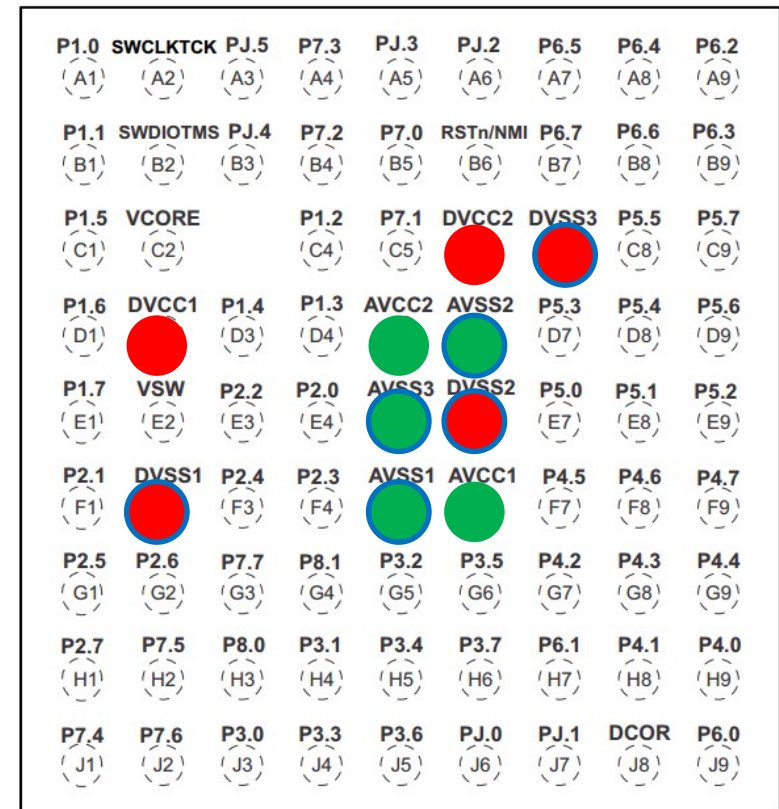 P1.0 SWCLKTCK PJ.5 P7.3 PJ.3 PJ.2 P6.5 P6.4 P6.2
A1 A2 A3 A4 A5 A6 A7 A8 A9
P1.1 SWDIOTMS PJ.4 P7.2 P7.0 RSTn/NMI P6.7 P6.6 P6.3
B1 B2 B3 B4 B5 B6 B7 B8 B9
P1.5 VCORE P1.2 P7.1 DVCC2 DVSS3 P5.5 P5.7
C1 C2 C4 C5 C8 C9
P1.6 DVCC1 P1.4 P1.3 AVCC2 AVSS2 P5.3 P5.4 P5.6
D1 D3 D4 D7 D8 D9
P1.7 VSW P2.2 P2.0 AVSS3 DVSS2 P5.0 P5.1 P5.2
E1 E2 E3 E4 E7 E8 E9
P2.1 DVSS1 P2.4 P2.3 AVSS1 AVCC1 P4.5 P4.6 P4.7
F1 F3 F4 F7 F8 F9
P2.5 P2.6 P7.7 P8.1 P3.2 P3.5 P4.2 P4.3 P4.4
G1 G2 G3 G4 G5 G6 G7 G8 G9
P2.7 P7.5 P8.0 P3.1 P3.4 P3.7 P6.1 P4.1 P4.0
H1 H2 H3 H4 H5 H6 H7 H8 H9
P7.4 P7.6 P3.0 P3.3 P3.6 PJ.0 PJ.1 DCOR P6.0
J1 J2 J3 J4 J5 J6 J7 J8 J9